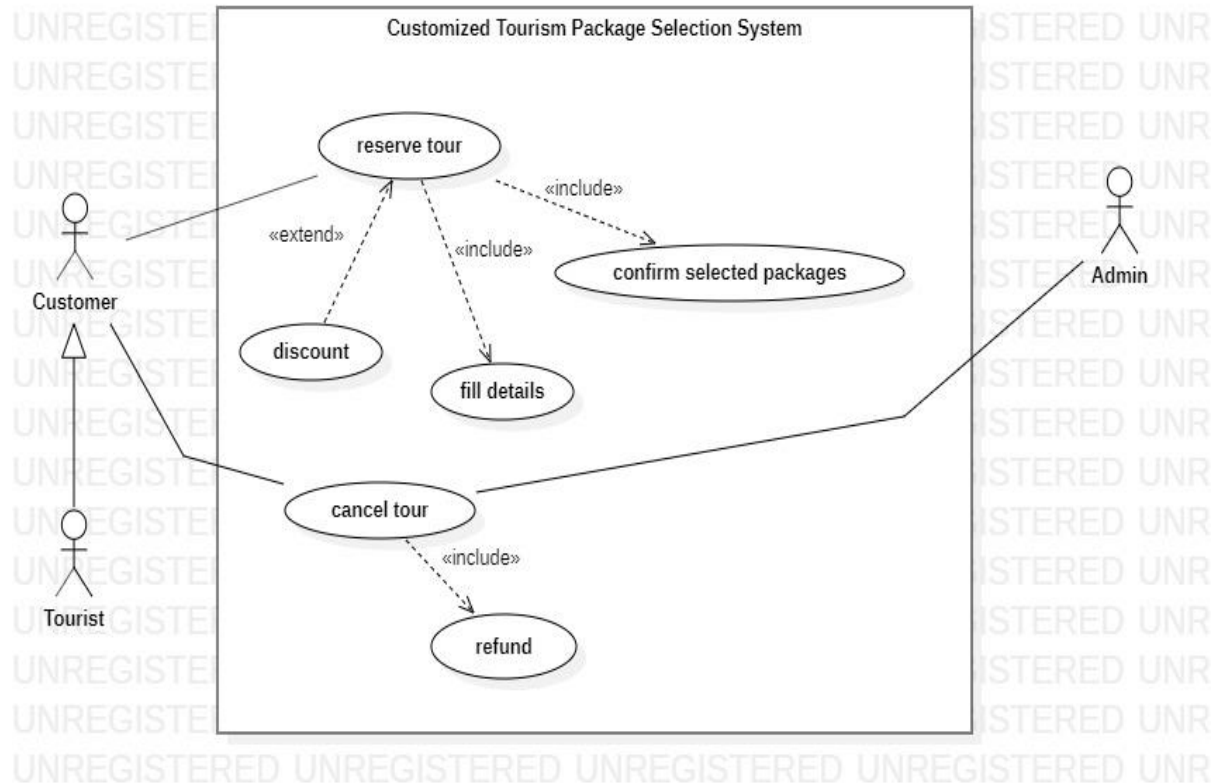 Customized Tourism Package Selection System
reserve tour
«include»
«extend»
«include»
confirm selected packages
Customer
Admin
discount
fill details
cancel tour
«include»
Tourist
refund
UNREGISTERED UNREGISTERED UNREGISTERED UNR